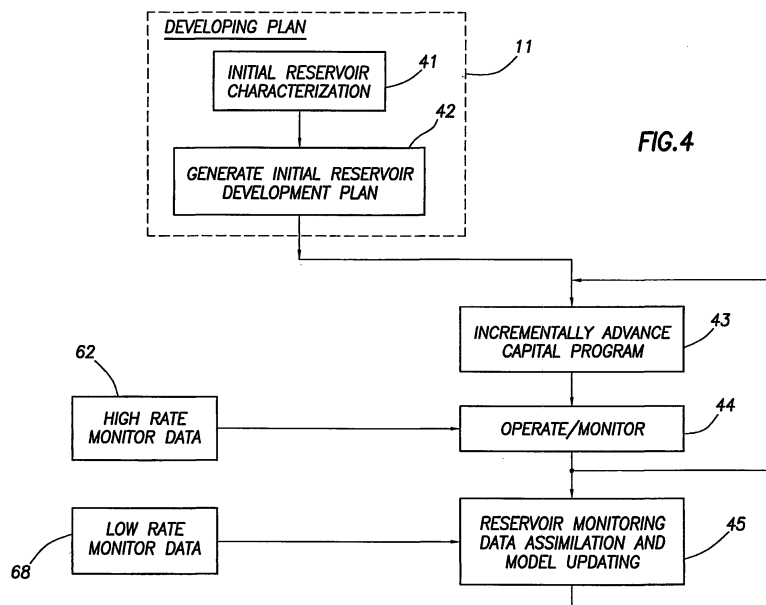 DEVELOPING PLAN
11
INITIAL RESERVOIR
CHARACTERIZATION
41
42
GENERATE INITIAL RESERVOIR
DEVELOPMENT PLAN
FIG.4
INCREMENTALLY ADVANCE
CAPITAL PROGRAM
43
62
HIGH RATE
MONITOR DATA
OPERATE/MONITOR
44
LOW RATE
MONITOR DATA
68
RESERVOIR MONITORING
DATA ASSIMILATION AND
MODEL UPDATING
45